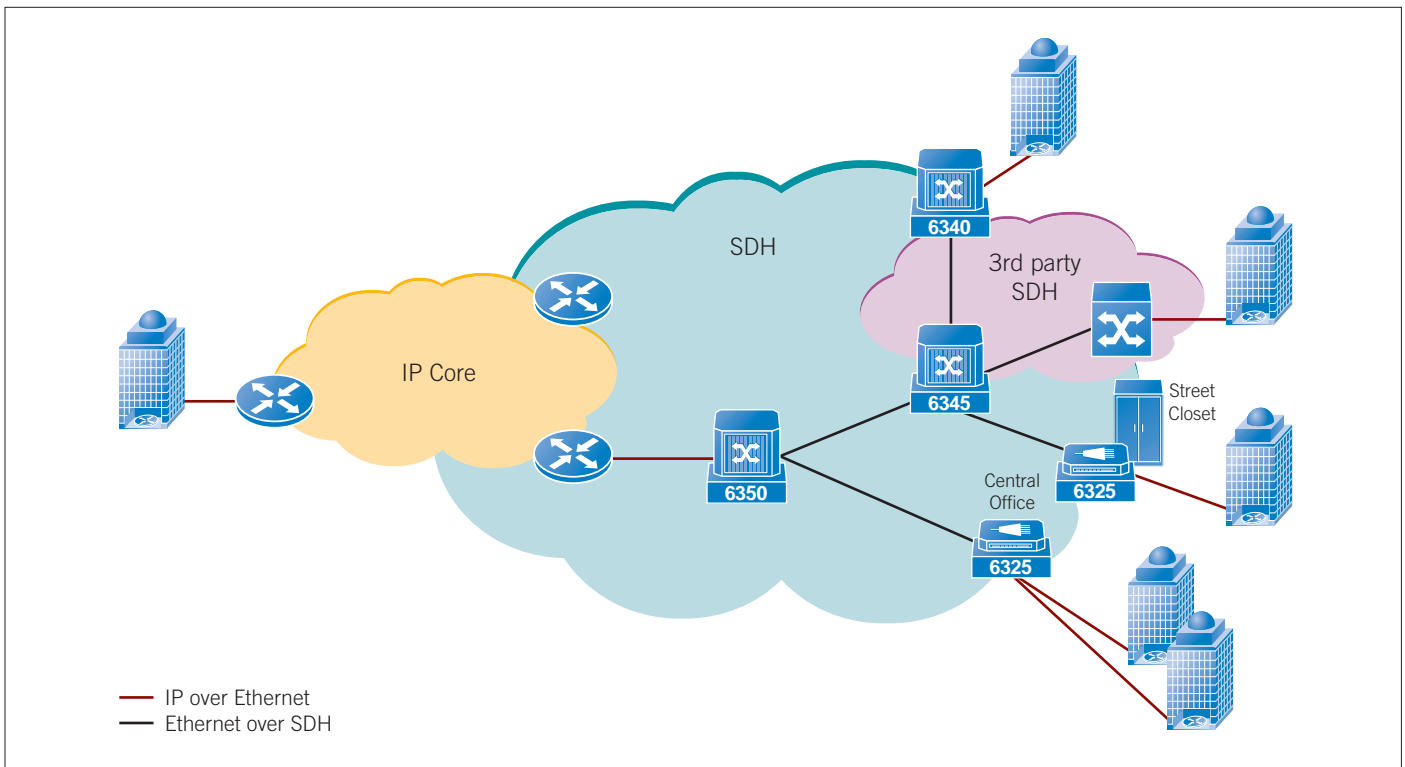 6340
SDH
3rd party
SDH
IP Core
6345
Street
Closet
6350
Central
Office
6325
6325
IP over Ethernet
Ethernet over SDH